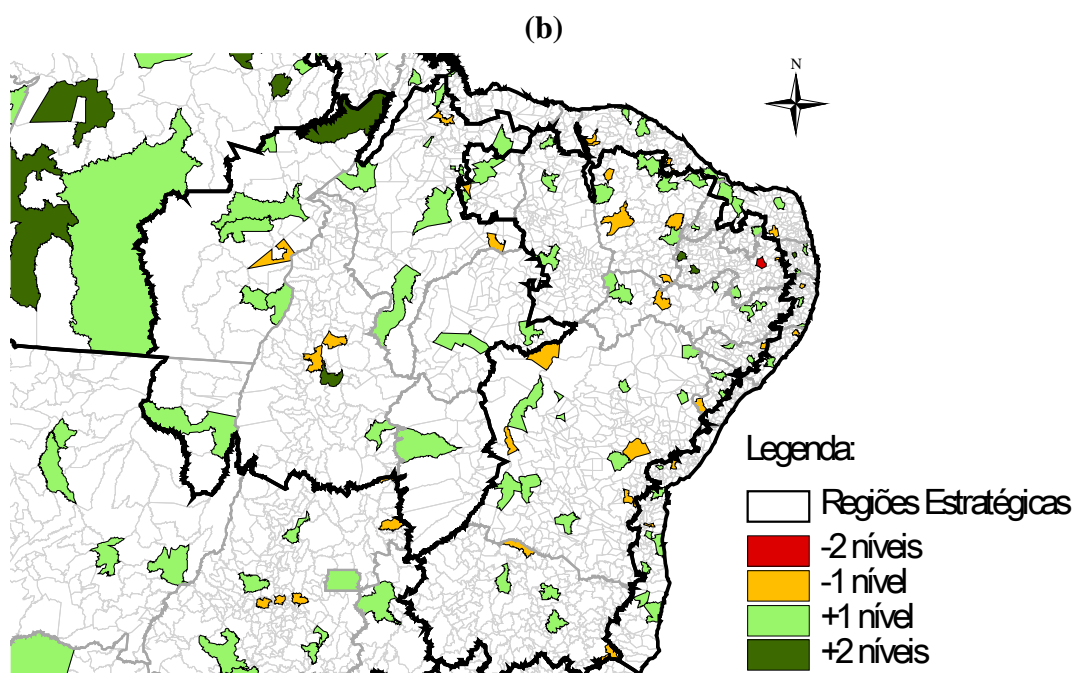 (b)
N
Legenda:
Regiões Estratégicas
-2 níveis
-1 nível
+1 nível
+2 níveis